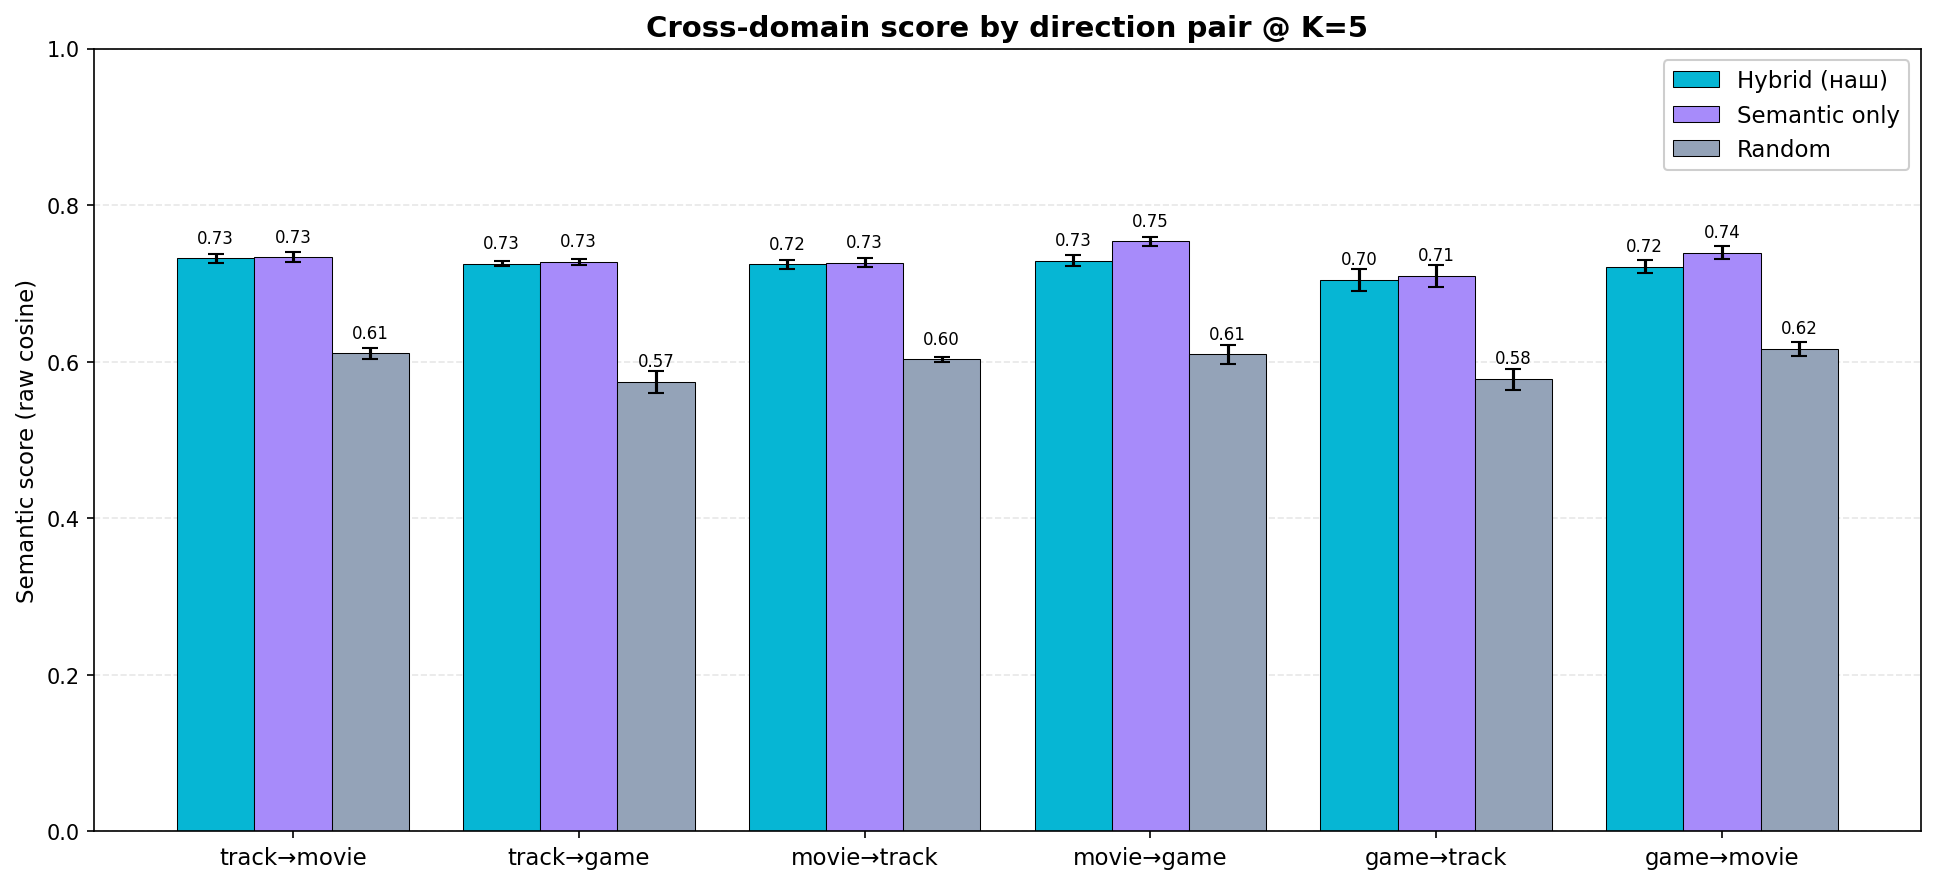 Cross-domain score by direction pair @ K=5
Semantic score (raw cosine)
1.0
0.8
0.6
0.4
0.2
0.0
Hybrid (наш)
Semantic only
Random
0.73 0.73 0.61
0.73 0.73 0.57
0.72 0.73 0.60
0.73 0.75 0.61
0.70 0.71 0.58
0.72 0.74 0.62
track→movie track→game movie→track movie→game game→track game→movie